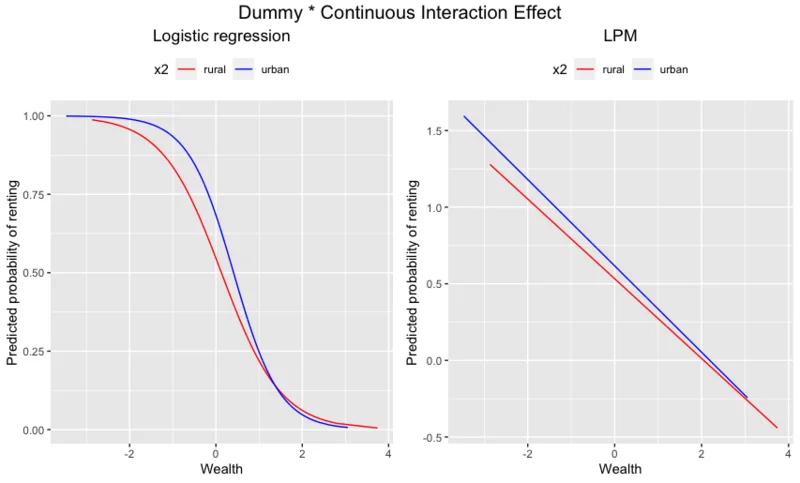 Dummy * Continuous Interaction Effect
Logistic regression
x2 rural urban
1.00
0.75
0.50
0.25
0.00
Predicted probability of renting
-2 0 2 4
Wealth
LPM
x2 rural urban
1.5
1.0
0.5
0.0
-0.5
Predicted probability of renting
-2 0 2 4
Wealth